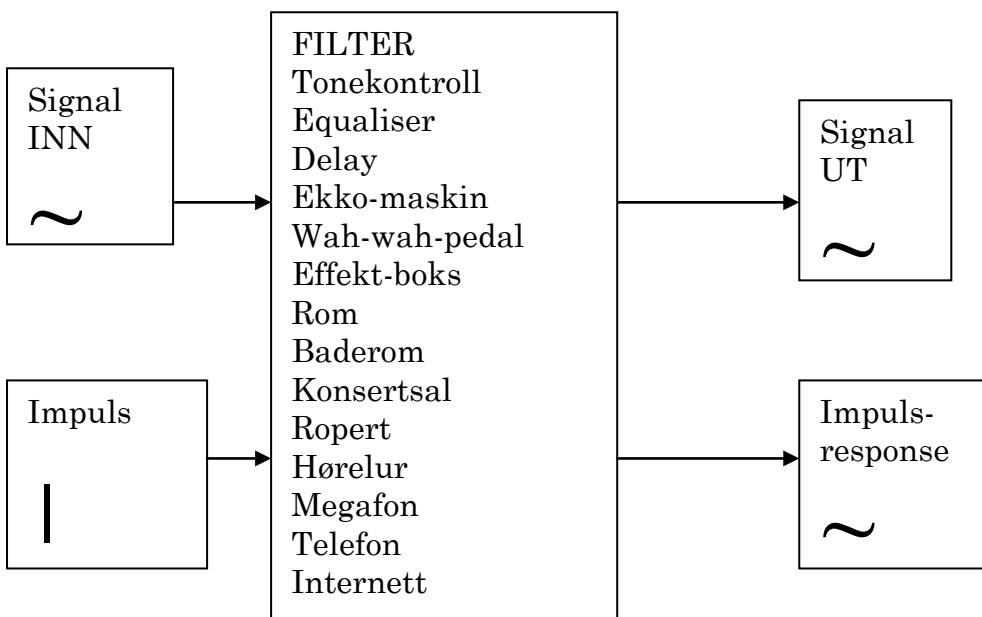 Signal
INN
~
Impuls
|
FILTER
Tonekontroll
Equaliser
Delay
Ekko-maskin
Wah-wah-pedal
Effekt-boks
Rom
Baderom
Konsertsal
Ropert
Hørelur
Megafon
Telefon
Internett
Signal
UT
~
Impuls-
response
~